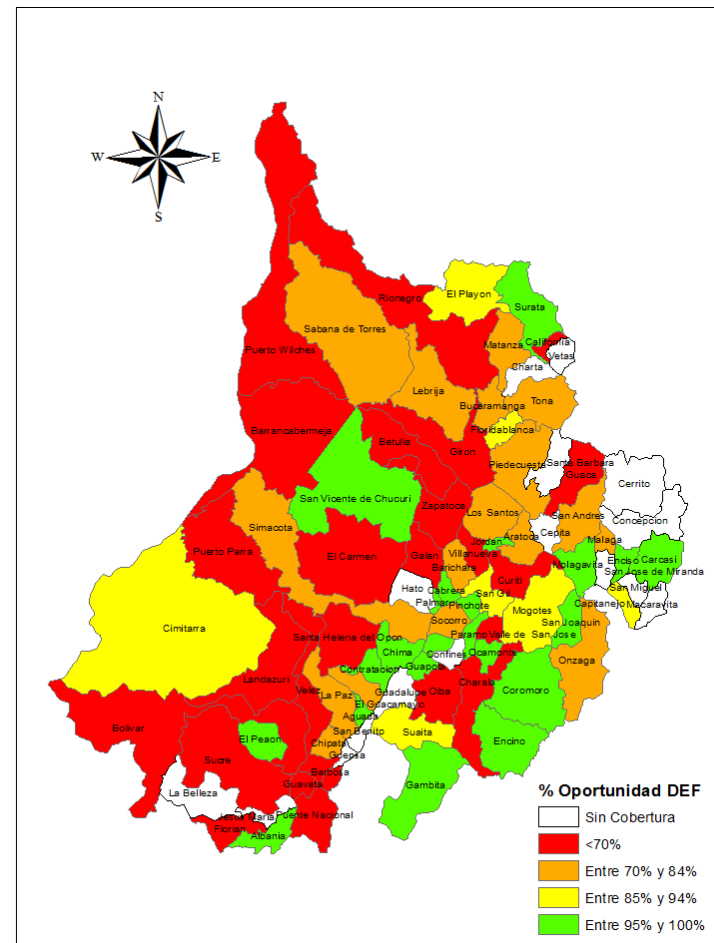 N
W E
S
El Playon
Surata
Rionegro
Sabana de Torres
California
Matanza
Vetas
Puerto Wilches
Charta
Lebrija
Tona
Bucaramanga
Barrancabermeja
Floridablanca
Betulia
Giron
Santa Barbara
Piedecuesta
Guaca
Cerrito
San Vicente de Chucuri
Zapatoca
Los Santos
San Andres
Concepcion
Simacota
Cepita
Aratoca
Malaga
Jordan
Puerto Parra
El Carmen
Galan
Villanueva
Enciso
Carcasi
Barichara
Molagavita
San Jose de Miranda
Curiti
Hato
Cabrera
San Miguel
San Gil
Palmar
Pinchote
Capitanejo
Macaravita
Mogotes
Cimitarra
Socorro
San Joaquin
Santa Helena del Opon
Paramo
Valle de
San Jose
Chima
Confines
Ocamonte
Onzaga
Contratacion
Guapota
Landazuri
Velez
La Paz
Guadalupe
Oiba
Charala
Coromoro
El Guacamayo
Aguada
Bolivar
San Benito
Suaita
El Peaon
Chipata
Encino
Sucre
Guepsa
Barbosa
Guavata
Gambita
La Belleza
Jesus Maria
Puente Nacional
Florian
Albania
% Oportunidad DEF
Sin Cobertura
<70%
Entre 70% y 84%
Entre 85% y 94%
Entre 95% y 100%